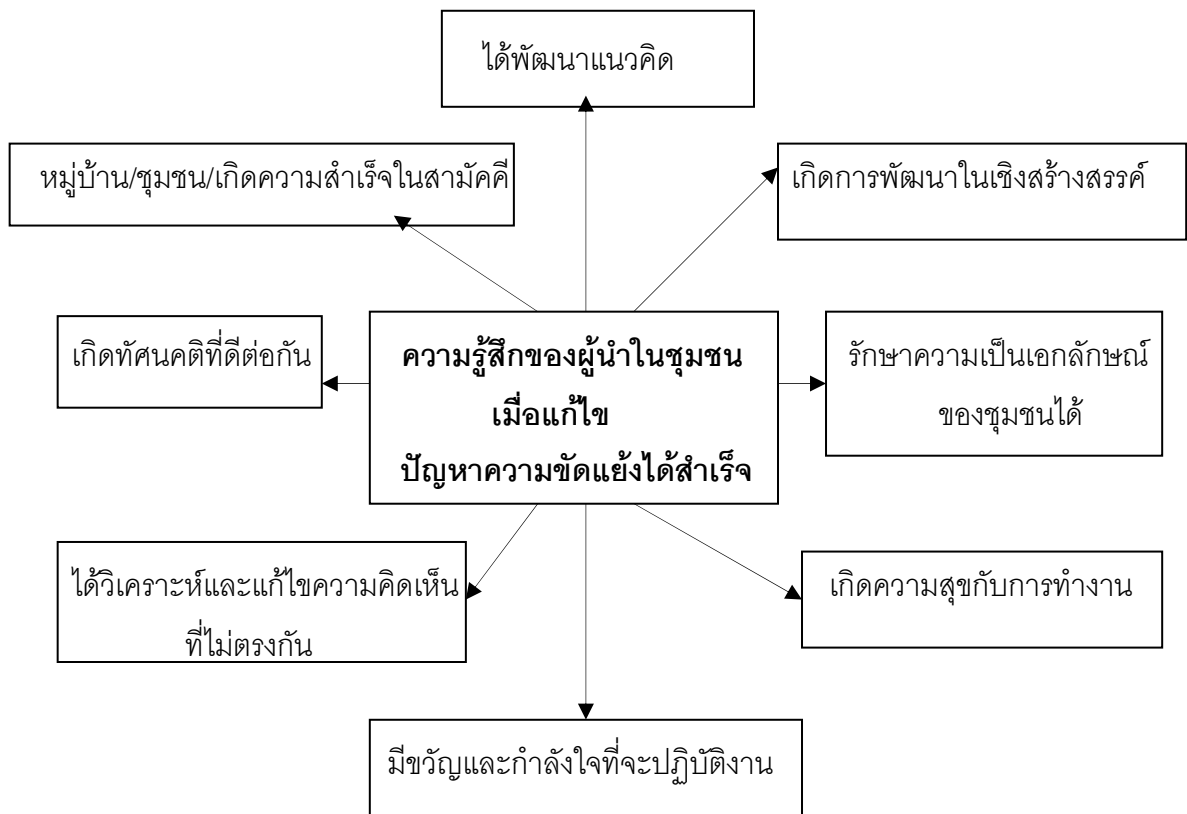 ได้พัฒนาแนวคิด
หมู่บ้าน/ชุมชน/เกิดความสำเร็จในสามัคคี
เกิดการพัฒนาในเชิงสร้างสรรค์
เกิดทัศนคติที่ดีต่อกัน
ความรู้สึกของผู้นำในชุมชน
เมื่อแก้ไข
ปัญหาความขัดแย้งได้สำเร็จ
รักษาความเป็นเอกลักษณ์
ของชุมชนได้
ได้วิเคราะห์และแก้ไขความคิดเห็น
ที่ไม่ตรงกัน
เกิดความสุขกับการทำงาน
มีขวัญและกำลังใจที่จะปฏิบัติงาน